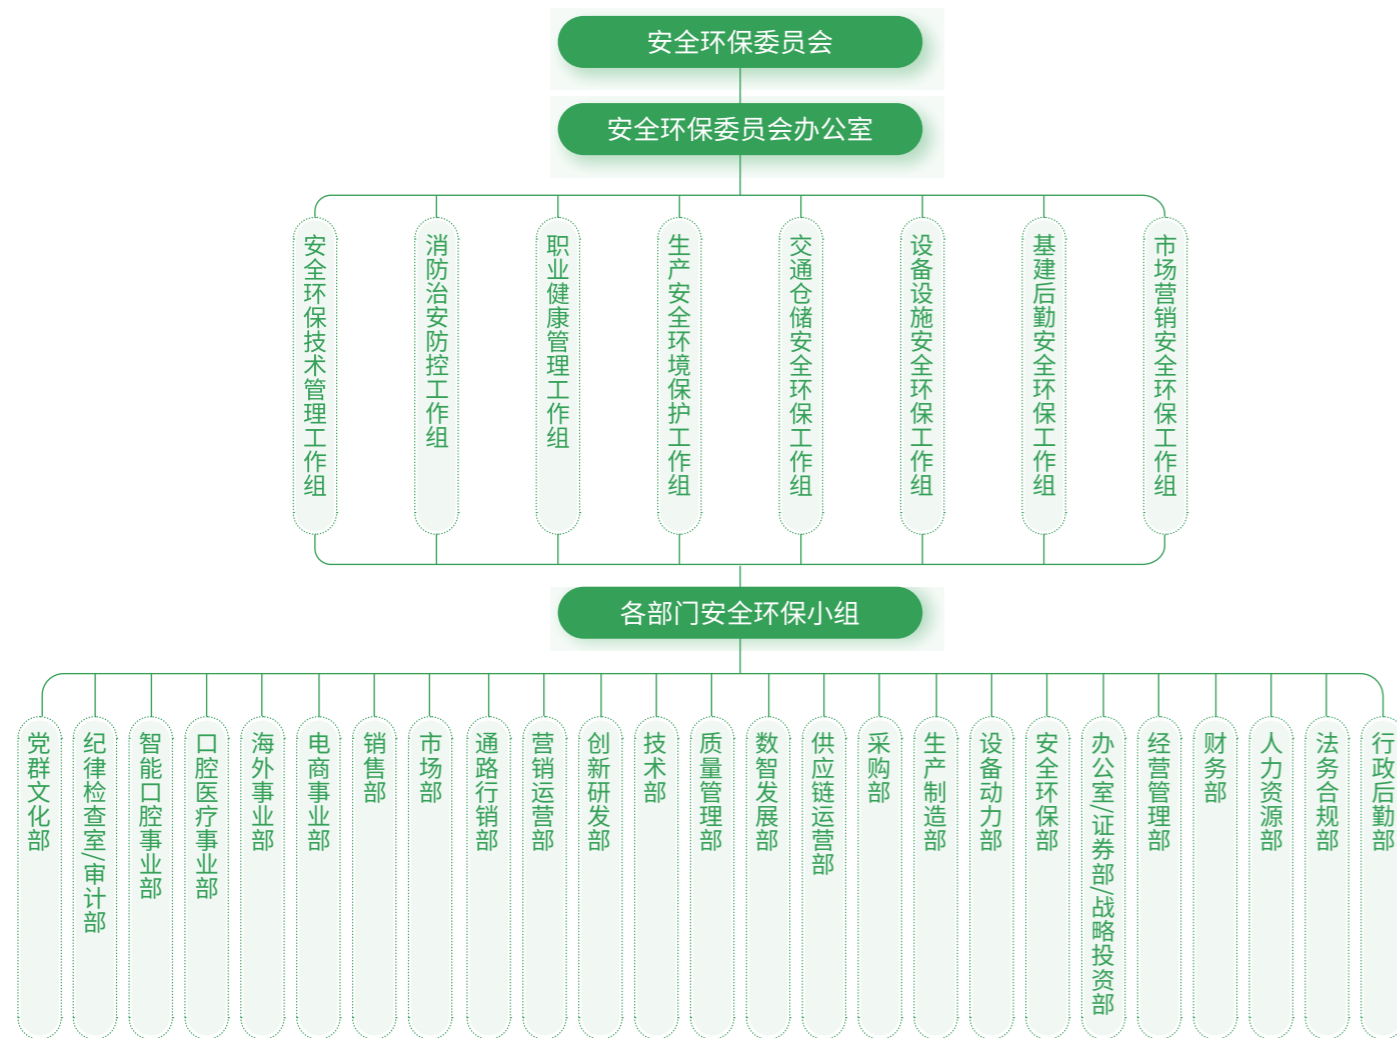 安全环保委员会
安全环保委员会办公室
安全环保技术管理工作组
消防治安防控工作组
职业健康管理工作组
生产安全环境保护工作组
交通仓储安全环保工作组
设备设施安全环保工作组
基建后勤安全环保工作组
市场营销安全环保工作组
各部门安全环保小组
党群文化部
纪律检查室/审计部
智能口腔事业部
口腔医疗事业部
海外事业部
电商事业部
销售部
市场部
通路行销部
营销运营部
创新研发部
技术部
质量管理部
数智发展部
供应链运营部
采购部
生产制造部
设备动力部
安全环保部
办公室/证券部/战略投资部
经营管理部
财务部
人力资源部
法务合规部
行政后勤部